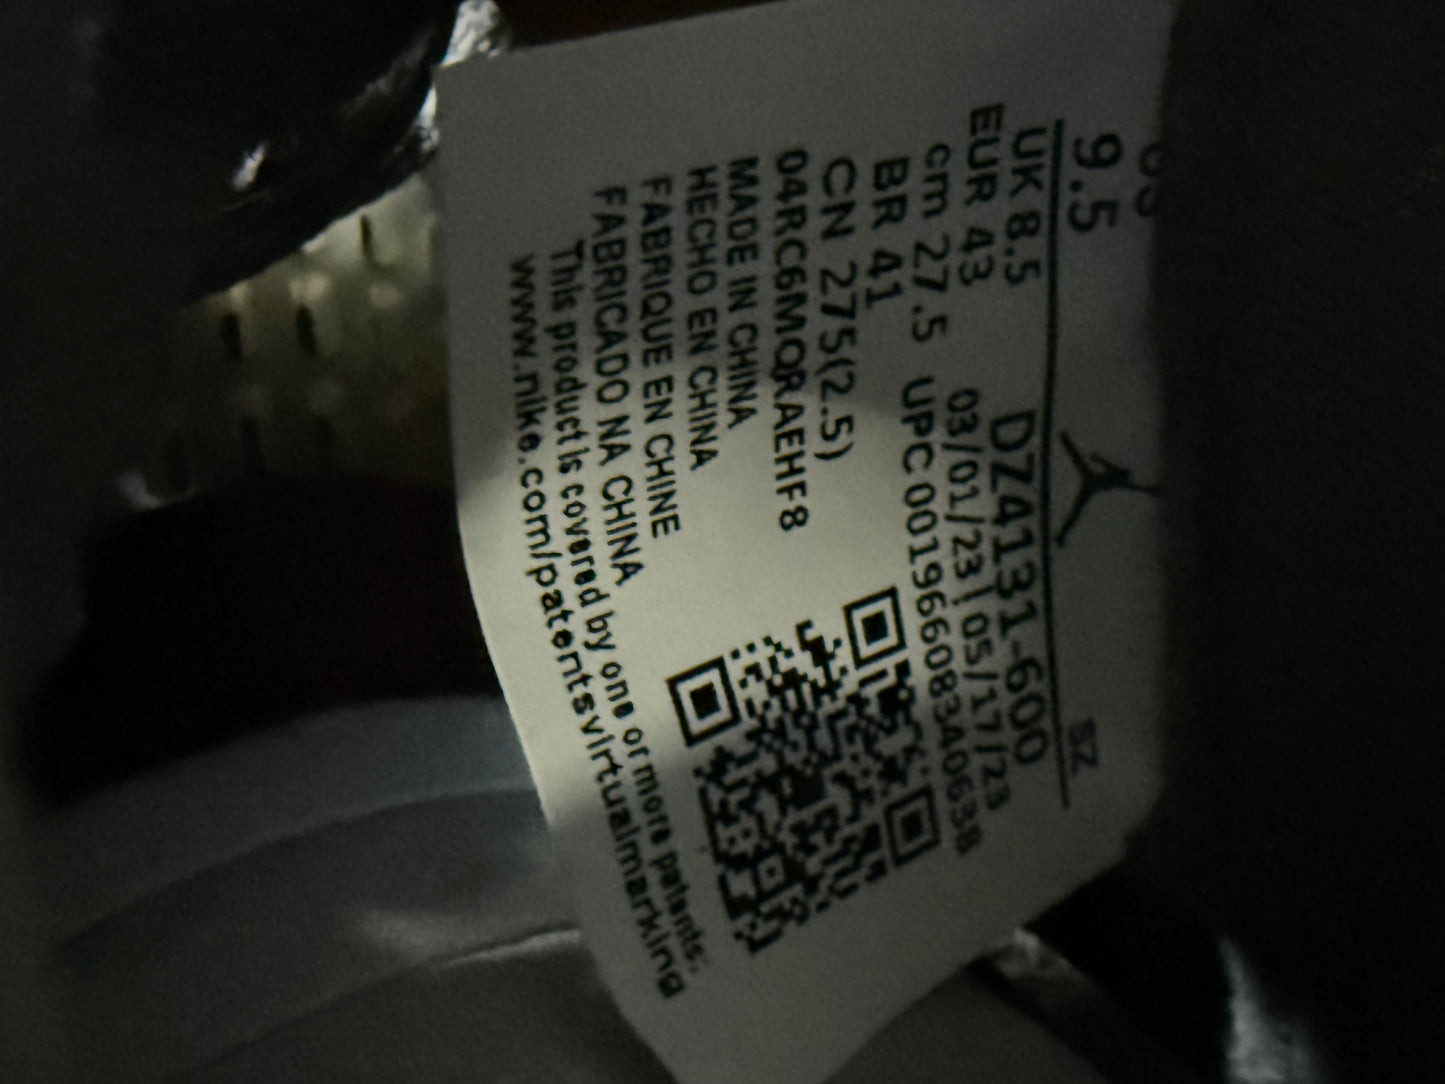 9.5
UK 8.5
EUR 43
cm 27.5
BR 41
CN 275(2.5)
04RC6MQRAEHF8
MADE IN CHINA
HECHO EN CHINA
FABRIQUE EN CHINE
FABRICADO NA CHINA
This product is covered by one or more patents:
www.nike.com/patentsvirtualmarking
SZ
DZ4131-600
03/01/23 | 05/17/23
UPC 00196608340638